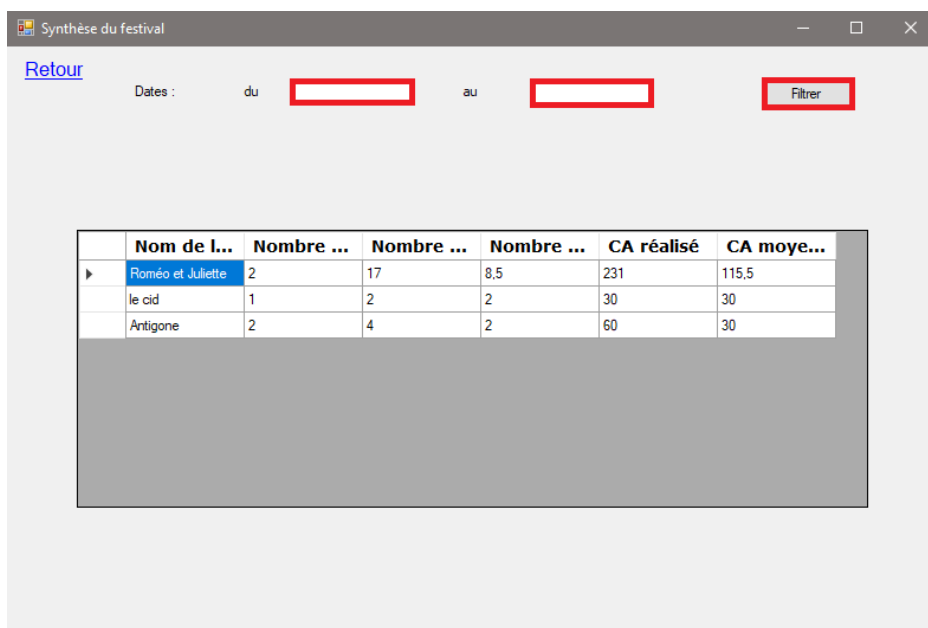 Synthèse du festival
Retour
Dates : du au Filtrer
Nom de l... Nombre ... Nombre ... Nombre ... CA réalisé CA moye...
Roméo et Juliette 2 17 8,5 231 115,5
le cid 1 2 2 30 30
Antigone 2 4 2 60 30